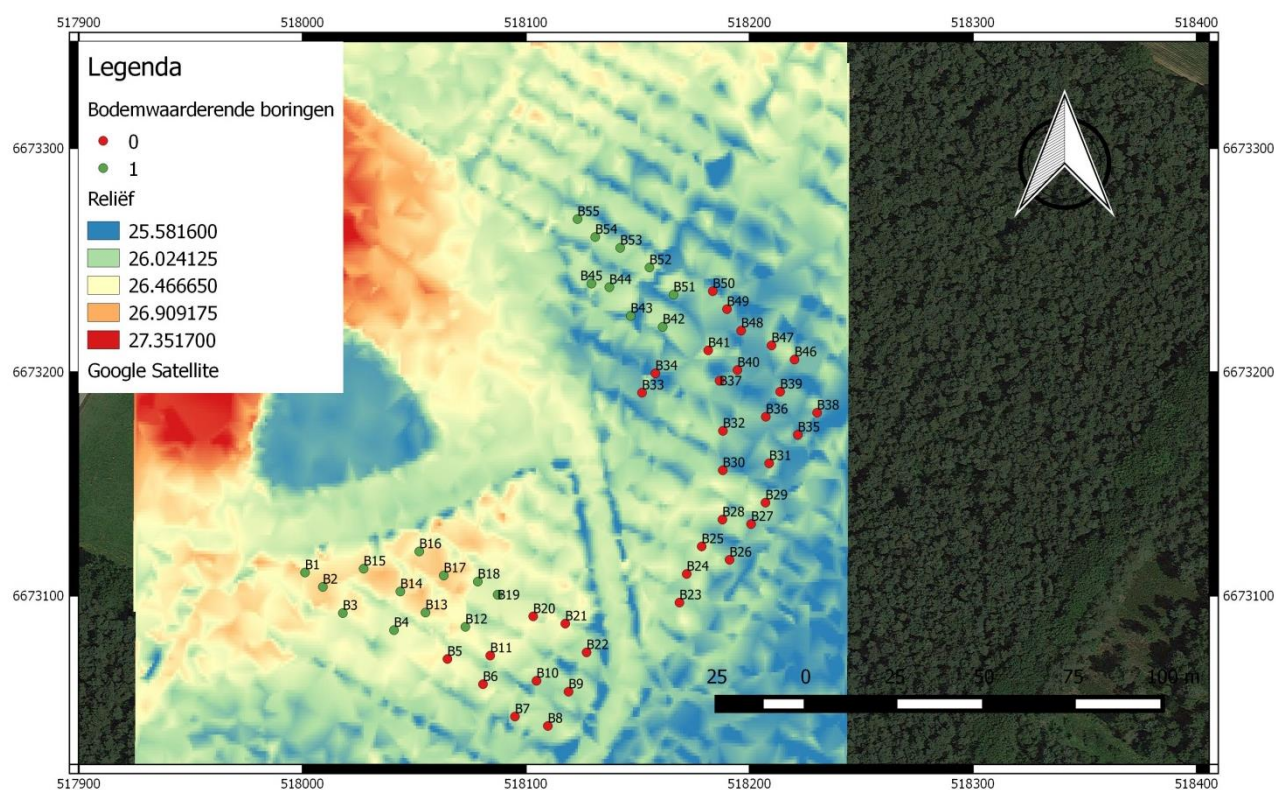 517900 518000 518100 518200 518300 518400
Legenda
Bodemwaarderende boringen
0
1
Reliëf
25.581600
26.024125
26.466650
26.909175
27.351700
Google Satellite
6673300 6673300
6673200 6673200
6673100 6673100
B55
B54
B53
B52
B45 B44
B51 B50
B43
B49
B42
B48
B41
B47
B46
B34
B40
B33
B37
B39
B36
B38
B32
B35
B30
B31
B29
B28
B27
B25
B26
B24
B23
B16
B1
B15
B17
B2
B18
B14
B19
B3
B13
B20
B12
B21
B4
B22
B5
B11
B6
B10
B9
B7
B8
25 0 25 50 75 100 m
517900 518000 518100 518200 518300 518400